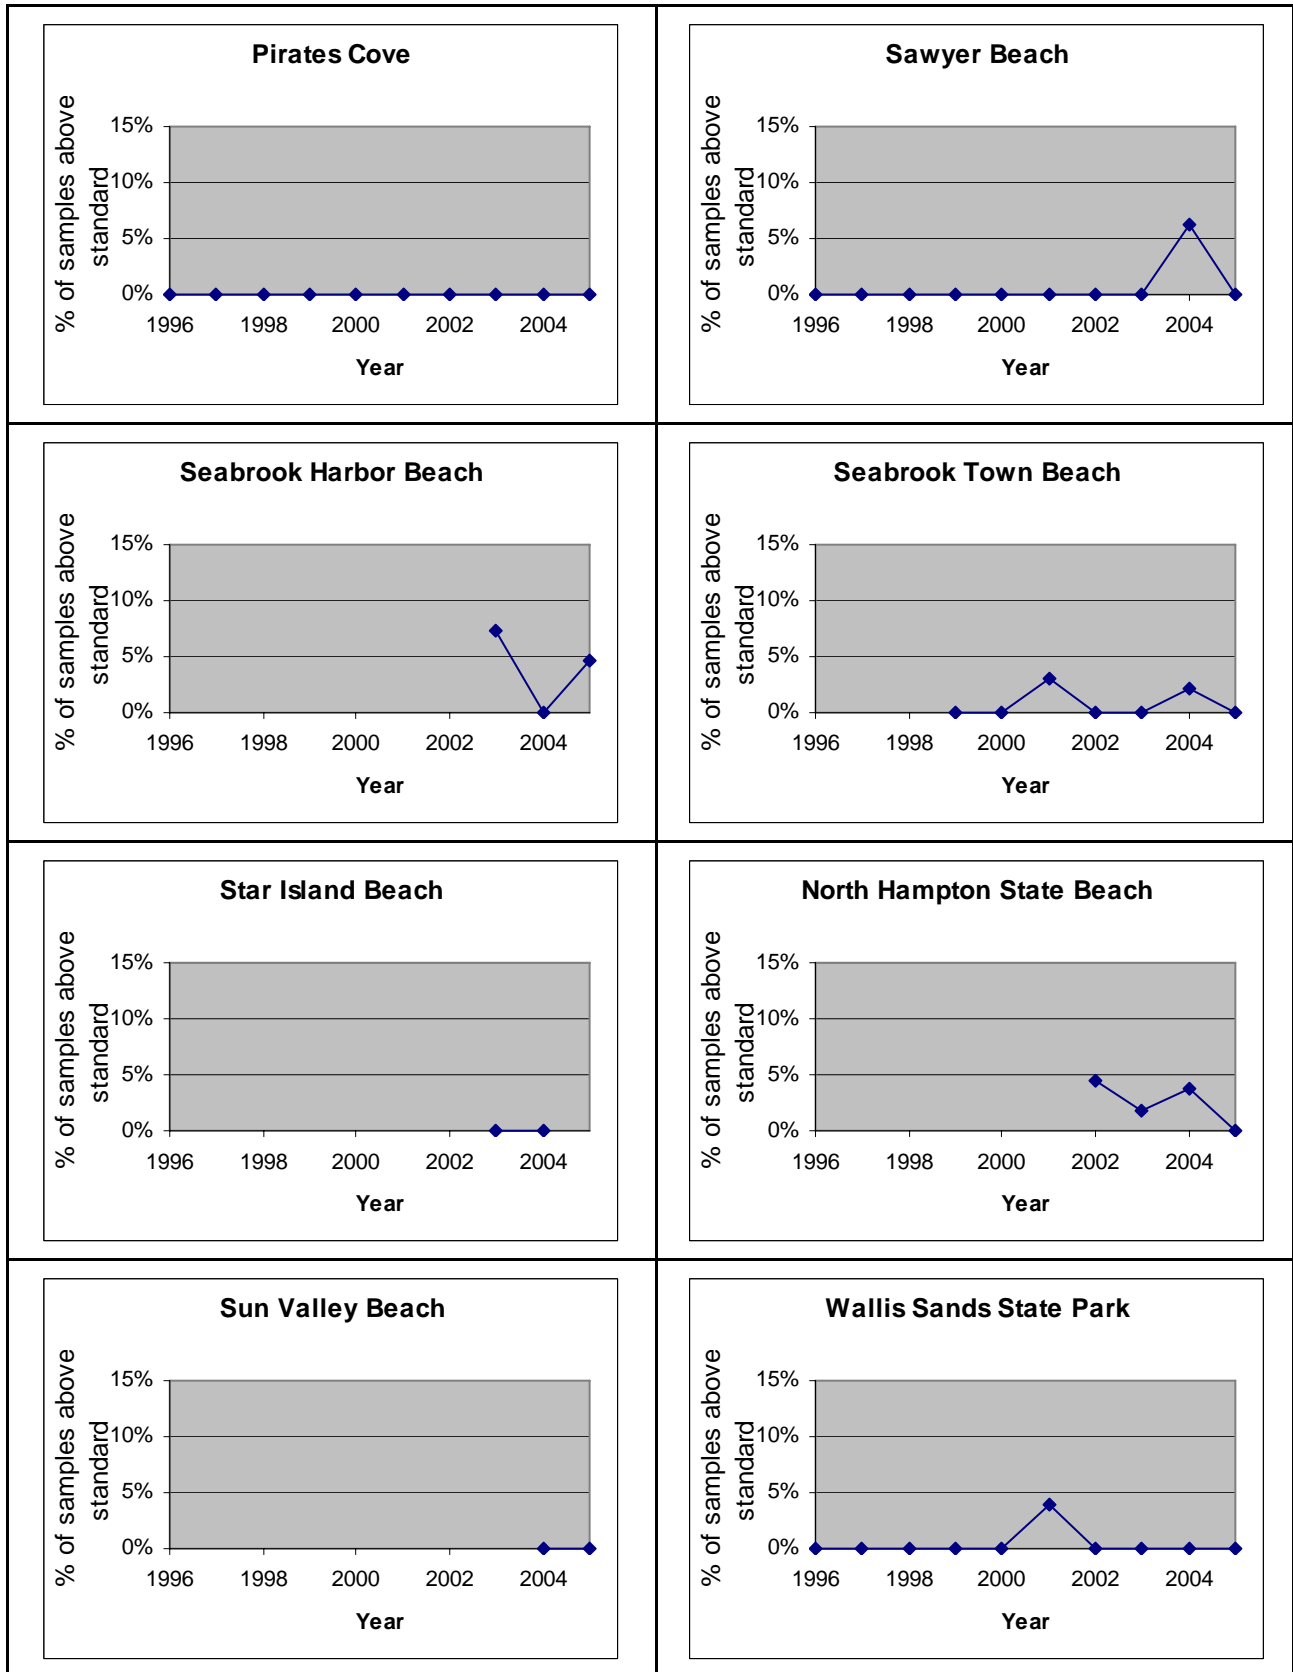 Pirates Cove
% of samples above
standard
15%
10%
5%
0%
1996 1998 2000 2002 2004
Year
Sawyer Beach
% of samples above
standard
15%
10%
5%
0%
1996 1998 2000 2002 2004
Year
Seabrook Harbor Beach
% of samples above
standard
15%
10%
5%
0%
1996 1998 2000 2002 2004
Year
Seabrook Town Beach
% of samples above
standard
15%
10%
5%
0%
1996 1998 2000 2002 2004
Year
Star Island Beach
% of samples above
standard
15%
10%
5%
0%
1996 1998 2000 2002 2004
Year
North Hampton State Beach
% of samples above
standard
15%
10%
5%
0%
1996 1998 2000 2002 2004
Year
Sun Valley Beach
% of samples above
standard
15%
10%
5%
0%
1996 1998 2000 2002 2004
Year
Wallis Sands State Park
% of samples above
standard
15%
10%
5%
0%
1996 1998 2000 2002 2004
Year